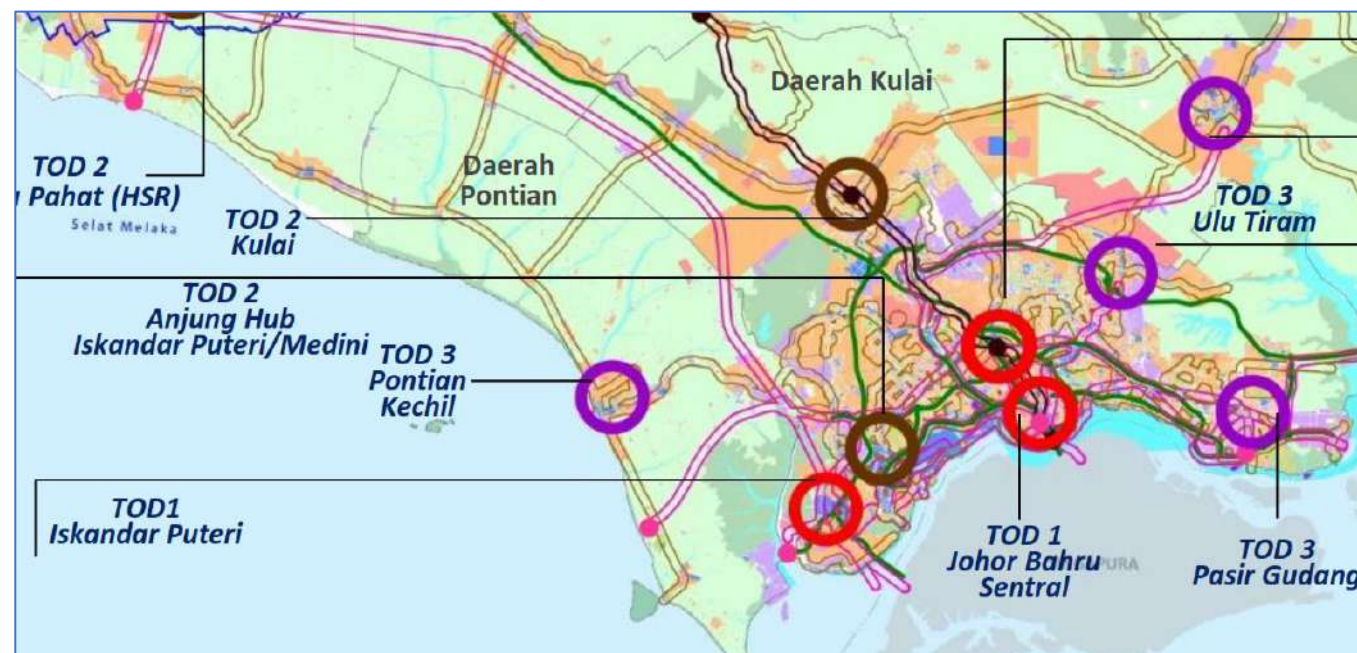 Daerah Kulai
TOD 2
Pahat (HSR)
Selat Melaka
Daerah
Pontian
TOD 2
Kulai
TOD 3
Ulu Tiram
TOD 2
Anjung Hub
Iskandar Puteri/Medini
TOD 3
Pontian
Kechil
TOD1
Iskandar Puteri
TOD 1
Johor Bahru
Sentral
PURA
TOD 3
Pasir Gudang